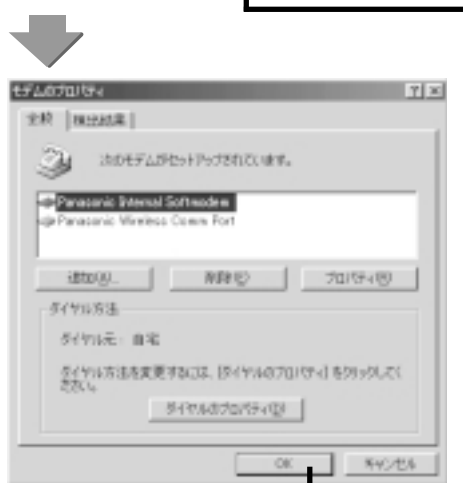 モデムのプロパティ
全般 検出結果
次のモデムがセットアップされています。
Panasonic Internal Softmodem
Panasonic Wireless Comm Port
追加(A)... 削除(E) プロパティ(R)
ダイヤル方法
ダイヤル元: 自宅
ダイヤル方法を変更するには、[ダイヤルのプロパティ] をクリックしてく
ださい。
ダイヤルのプロパティ(D)
OK キャンセル